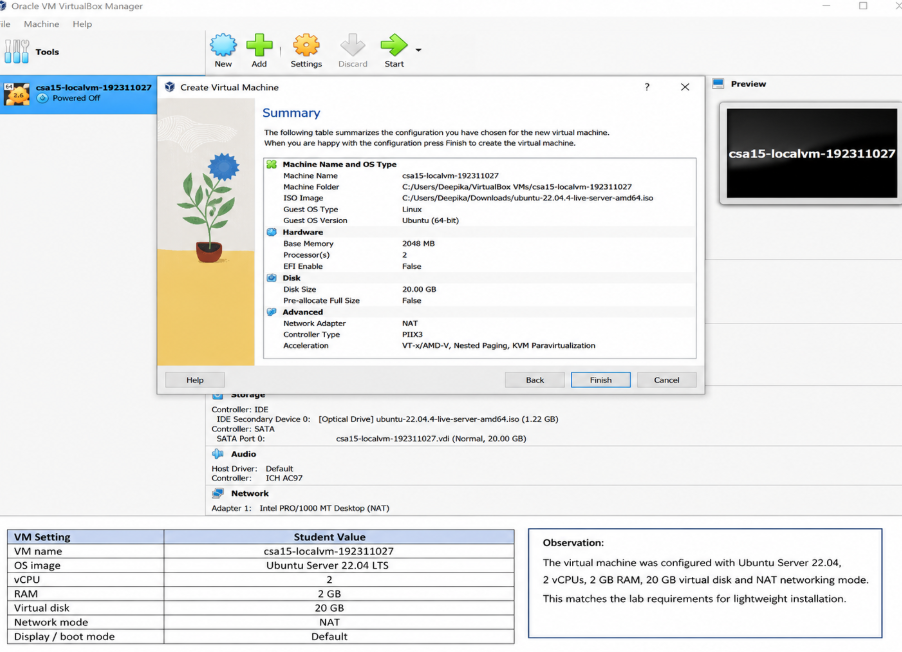 Oracle VM VirtualBox Manager
ile Machine Help
Tools
New Add Settings Discard Start
csa15-localvm-192311027
Powered Off
64
2.6
Create Virtual Machine ?
Summary
The following table summarizes the configuration you have chosen for the new virtual machine.
When you are happy with the configuration press Finish to create the virtual machine.
Machine Name and OS Type
Machine Name csa15-localvm-192311027
Machine Folder C:/Users/Deepika/VirtualBox VMs/csa15-localvm-192311027
ISO Image C:/Users/Deepika/Downloads/ubuntu-22.04.4-live-server-amd64.iso
Guest OS Type Linux
Guest OS Version Ubuntu (64-bit)
Hardware
Base Memory 2048 MB
Processor(s) 2
EFI Enable False
Disk
Disk Size 20.00 GB
Pre-allocate Full Size False
Advanced
Network Adapter NAT
Controller Type PIIX3
Acceleration VT-x/AMD-V, Nested Paging, KVM Paravirtualization
Help Back Finish Cancel
Preview
csa15-localvm-192311027
Storage
Controller: IDE
IDE Secondary Device 0: [Optical Drive] ubuntu-22.04.4-live-server-amd64.iso (1.22 GB)
Controller: SATA
SATA Port 0: csa15-localvm-192311027.vdi (Normal, 20.00 GB)
Audio
Host Driver: Default
Controller: ICH AC97
Network
Adapter 1: Intel PRO/1000 MT Desktop (NAT)
VM Setting Student Value
VM name csa15-localvm-192311027
OS image Ubuntu Server 22.04 LTS
vCPU 2
RAM 2 GB
Virtual disk 20 GB
Network mode NAT
Display / boot mode Default
Observation:
The virtual machine was configured with Ubuntu Server 22.04,
2 vCPUs, 2 GB RAM, 20 GB virtual disk and NAT networking mode.
This matches the lab requirements for lightweight installation.